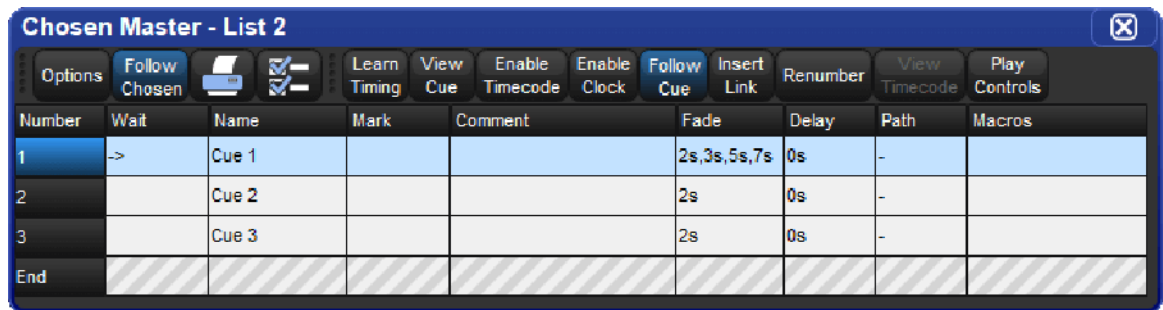 Chosen Master - List 2
Options Follow Chosen Learn Timing View Cue Enable Timecode Enable Clock Follow Cue Insert Link Renumber View Timecode Play Controls
Number Wait Name Mark Comment Fade Delay Path Macros
1 -> Cue 1 2s,3s,5s,7s 0s -
2 Cue 2 2s 0s -
3 Cue 3 2s 0s -
End